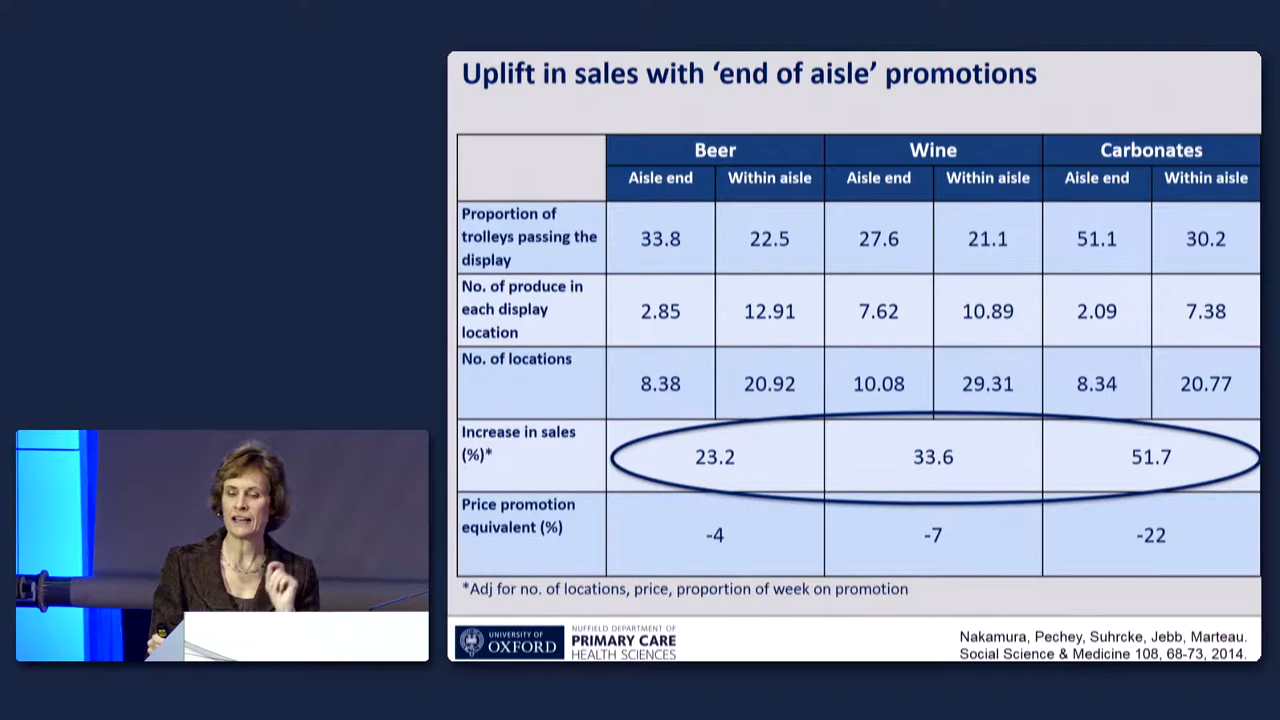 Uplift in sales with ‘end of aisle’ promotions
Beer Wine Carbonates
Aisle end Within aisle Aisle end Within aisle Aisle end Within aisle
Proportion of
trolleys passing the
display
33.8 22.5 27.6 21.1 51.1 30.2
No. of produce in
each display
location
2.85 12.91 7.62 10.89 2.09 7.38
No. of locations
8.38 20.92 10.08 29.31 8.34 20.77
Increase in sales
(%)*
23.2 33.6 51.7
Price promotion
equivalent (%)
-4 -7 -22
*Adj for no. of locations, price, proportion of week on promotion
UNIVERSITY OF
OXFORD
NUFFIELD DEPARTMENT OF
PRIMARY CARE
HEALTH SCIENCES
Nakamura, Pechey, Suhrcke, Jebb, Marteau.
Social Science & Medicine 108, 68-73, 2014.